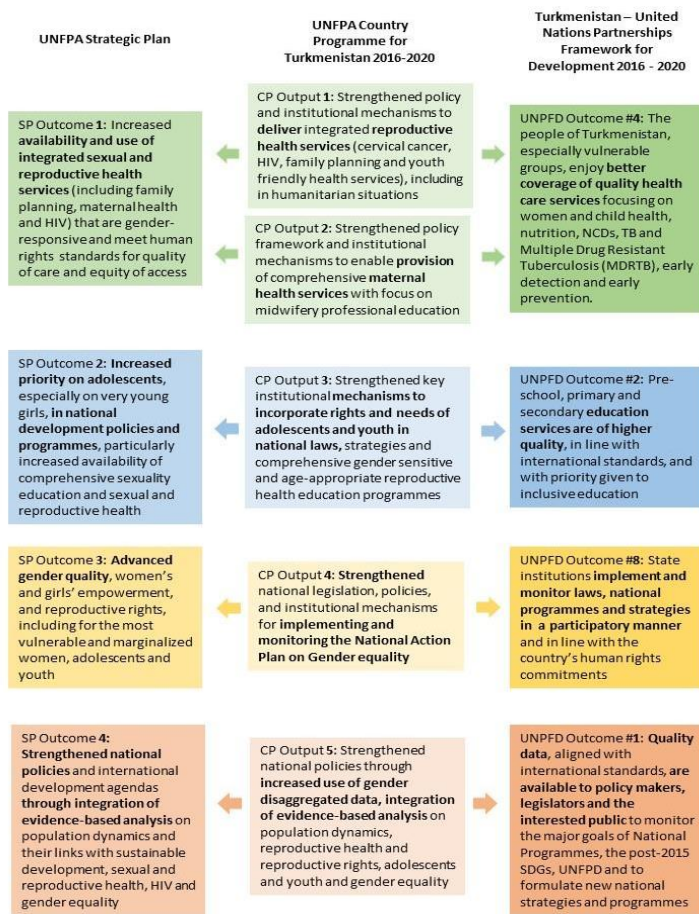 UNFPA Strategic Plan
UNFPA Country
Programme for
Turkmenistan 2016-2020
Turkmenistan – United
Nations Partnerships
Framework for
Development 2016 - 2020
SP Outcome 1: Increased
availability and use of
integrated sexual and
reproductive health
services (including family
planning, maternal health
and HIV) that are gender-
responsive and meet human
rights standards for quality
of care and equity of access
CP Output 1: Strengthened policy
and institutional mechanisms to
deliver integrated reproductive
health services (cervical cancer,
HIV, family planning and youth
friendly health services), including
in humanitarian situations
CP Output 2: Strengthened policy
framework and institutional
mechanisms to enable provision
of comprehensive maternal
health services with focus on
midwifery professional education
UNPFD Outcome #4: The
people of Turkmenistan,
especially vulnerable
groups, enjoy better
coverage of quality health
care services focusing on
women and child health,
nutrition, NCDs, TB and
Multiple Drug Resistant
Tuberculosis (MDRTB), early
detection and early
prevention.
SP Outcome 2: Increased
priority on adolescents,
especially on very young
girls, in national
development policies and
programmes, particularly
increased availability of
comprehensive sexuality
education and sexual and
reproductive health
CP Output 3: Strengthened key
institutional mechanisms to
incorporate rights and needs of
adolescents and youth in
national laws, strategies and
comprehensive gender sensitive
and age-appropriate reproductive
health education programmes
UNPFD Outcome #2: Pre-
school, primary and
secondary education
services are of higher
quality, in line with
international standards, and
with priority given to
inclusive education
SP Outcome 3: Advanced
gender quality, women's
and girls' empowerment,
and reproductive rights,
including for the most
vulnerable and marginalized
women, adolescents and
youth
CP Output 4: Strengthened
national legislation, policies,
and institutional mechanisms
for implementing and
monitoring the National Action
Plan on Gender equality
UNPFD Outcome #8: State
institutions implement and
monitor laws, national
programmes and strategies
in a participatory manner
and in line with the
country's human rights
commitments
SP Outcome 4:
Strengthened national
policies and international
development agendas
through integration of
evidence-based analysis on
population dynamics and
their links with sustainable
development, sexual and
reproductive health, HIV and
gender equality
CP Output 5: Strengthened
national policies through
increased use of gender
disaggregated data, integration
of evidence-based analysis on
population dynamics,
reproductive health and
reproductive rights, adolescents
and youth and gender equality
UNPFD Outcome #1: Quality
data, aligned with
international standards, are
available to policy makers,
legislators and the
interested public to monitor
the major goals of National
Programmes, the post-2015
SDGs, UNFPD and to
formulate new national
strategies and programmes